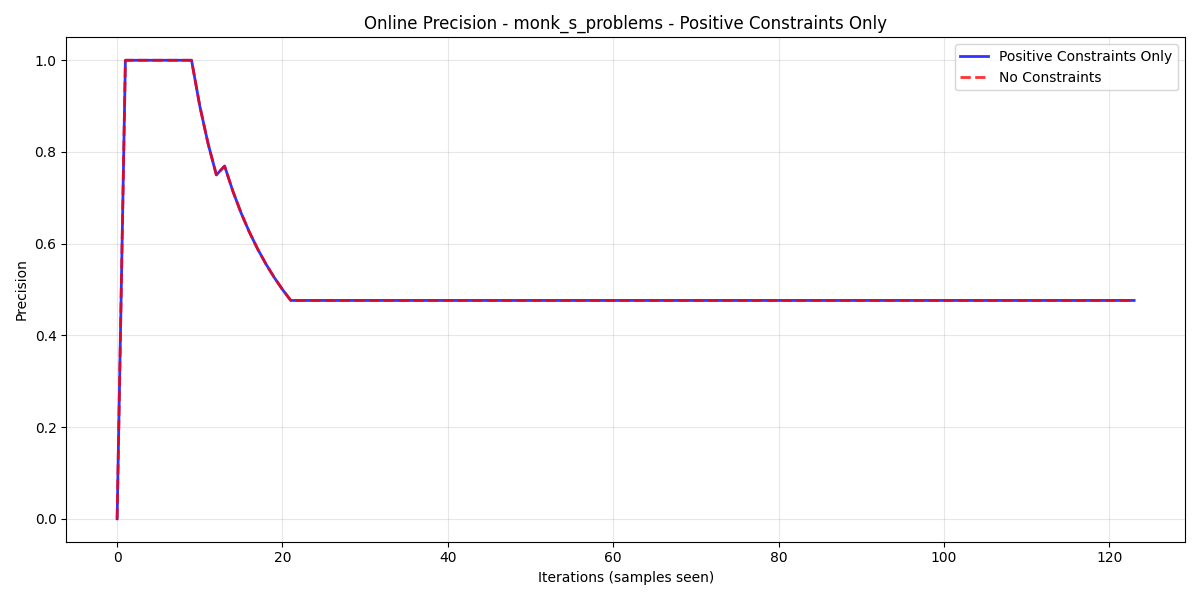 Online Precision - monk_s_problems - Positive Constraints Only
Positive Constraints Only
No Constraints
Precision
1.0
0.8
0.6
0.4
0.2
0.0
0 20 40 60 80 100 120
Iterations (samples seen)